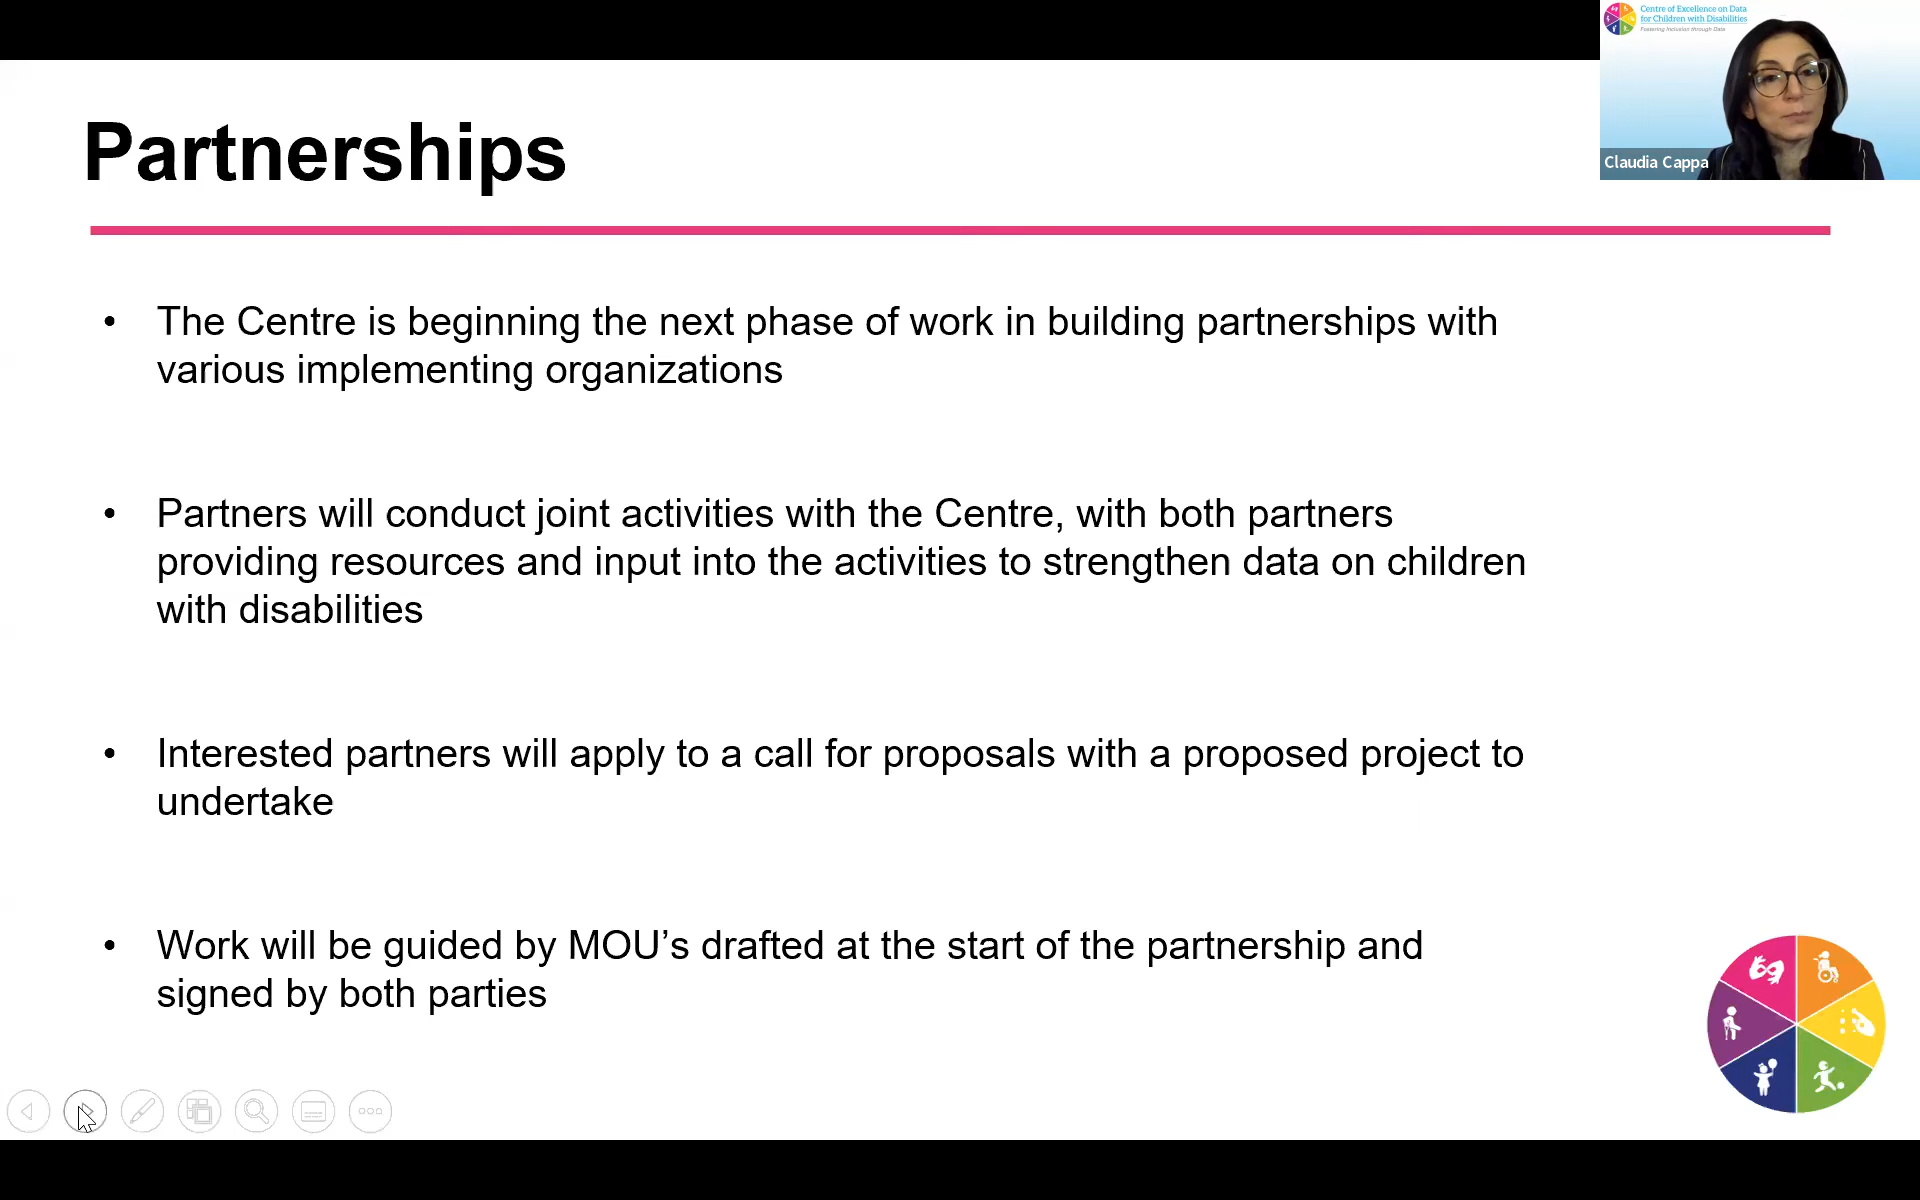 Centre of Excellence on Data
for Children with Disabilities
Fostering Inclusion through Data
Claudia Cappa
Partnerships
• The Centre is beginning the next phase of work in building partnerships with
various implementing organizations
• Partners will conduct joint activities with the Centre, with both partners
providing resources and input into the activities to strengthen data on children
with disabilities
• Interested partners will apply to a call for proposals with a proposed project to
undertake
• Work will be guided by MOU’s drafted at the start of the partnership and
signed by both parties